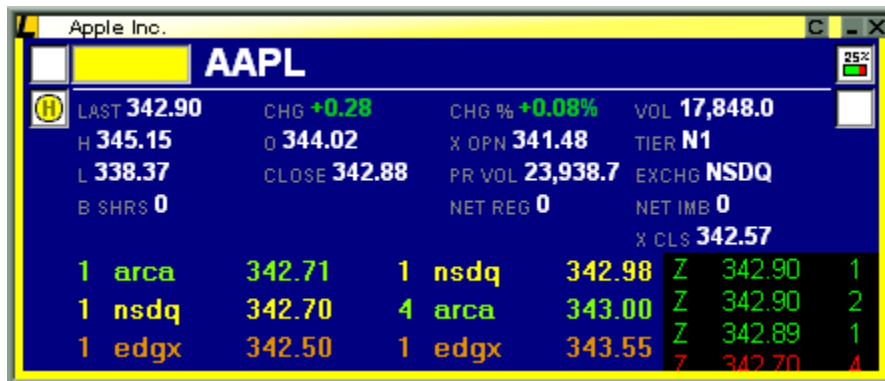 L Apple Inc. C - X
AAPL 25%
H LAST 342.90 CHG +0.28 CHG % +0.08% VOL 17,848.0
H 345.15 O 344.02 X OPN 341.48 TIER N1
L 338.37 CLOSE 342.88 PR VOL 23,938.7 EXCHG NSDQ
B SHRS 0 NET REG 0 NET IMB 0
X CLS 342.57
1 arca 342.71 1 nsdq 342.98 Z 342.90 1
1 nsdq 342.70 4 arca 343.00 Z 342.90 2
1 edgx 342.50 1 edgx 343.55 Z 342.89 1
Z 342.70 4